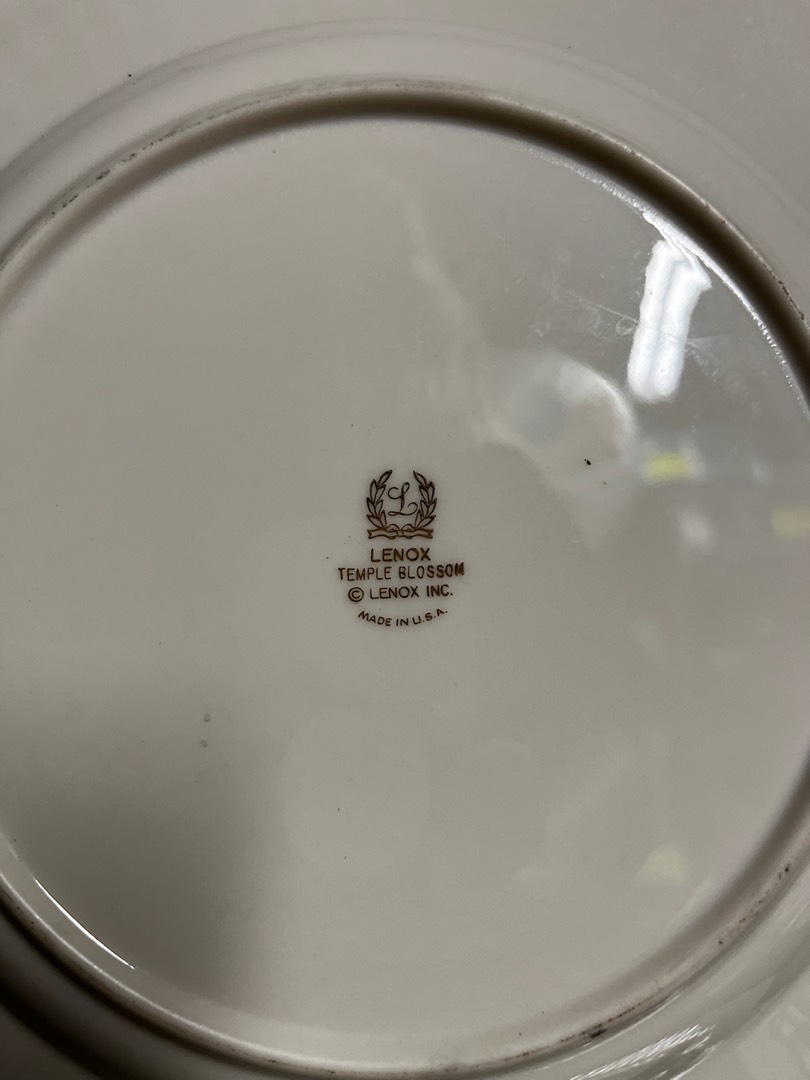 L
LENOX
TEMPLE BLOSSOM
© LENOX INC.
MADE IN U.S.A.